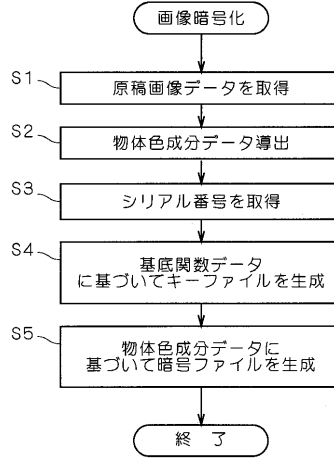 画像暗号化
S1
原稿画像データを取得
S2
物体色成分データ導出
S3
シリアル番号を取得
S4
基底関数データ
に基づいてキーファイルを生成
S5
物体色成分データに
基づいて暗号ファイルを生成
終 了